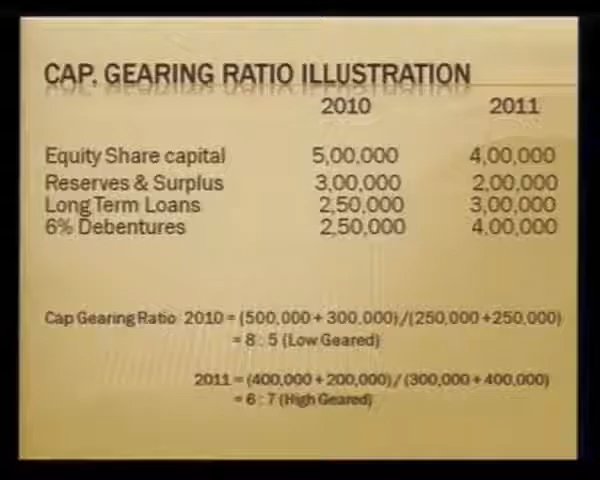 CAP. GEARING RATIO ILLUSTRATION
2010 2011
Equity Share capital 5,00,000 4,00,000
Reserves & Surplus 3,00,000 2,00,000
Long Term Loans 2,50,000 3,00,000
6% Debentures 2,50,000 4,00,000
Cap Gearing Ratio 2010 = (500,000 + 300,000)/(250,000 +250,000)
= 8 : 5 (Low Geared)
2011 = (400,000 + 200,000)/ (300,000 + 400,000)
= 6 : 7 (High Geared)